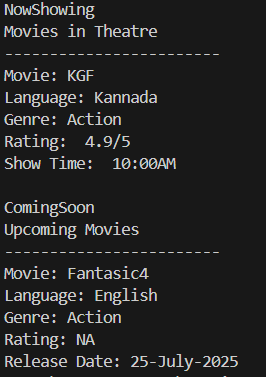 NowShowing
Movies in Theatre
------------------------
Movie: KGF
Language: Kannada
Genre: Action
Rating:  4.9/5
Show Time:  10:00AM

ComingSoon
Upcoming Movies
------------------------
Movie: Fantasic4
Language: English
Genre: Action
Rating: NA
Release Date: 25-July-2025